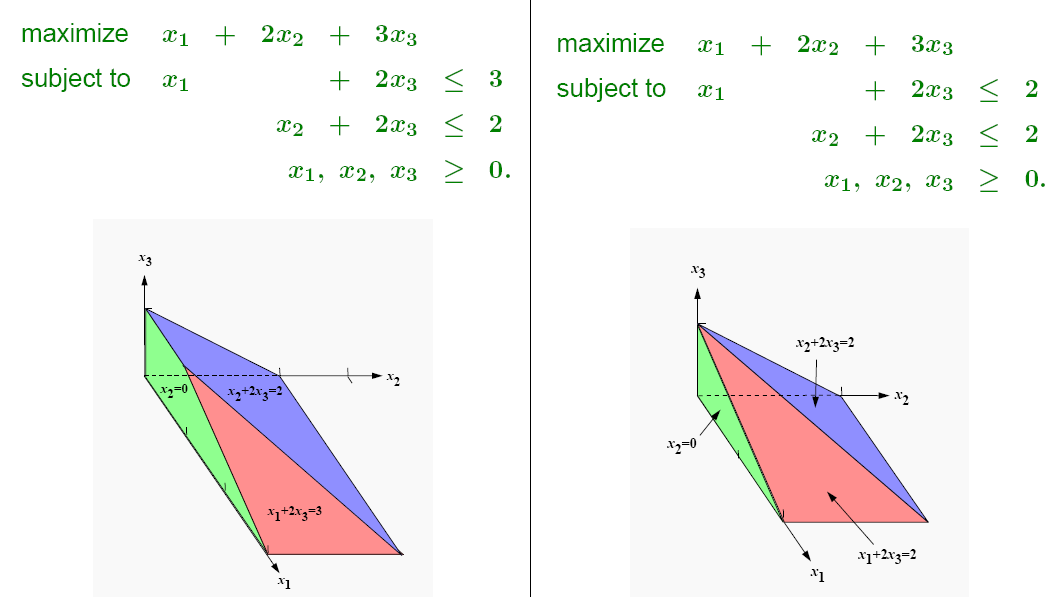 maximize x₁ + 2x₂ + 3x₃
subject to x₁ + 2x₃ ≤ 3
x₂ + 2x₃ ≤ 2
x₁, x₂, x₃ ≥ 0.
x₃
x₂
x₂=0
x₂+2x₃=2
x₁+2x₃=3
x₁
maximize x₁ + 2x₂ + 3x₃
subject to x₁ + 2x₃ ≤ 2
x₂ + 2x₃ ≤ 2
x₁, x₂, x₃ ≥ 0.
x₃
x₂+2x₃=2
x₂
x₂=0
x₁+2x₃=2
x₁